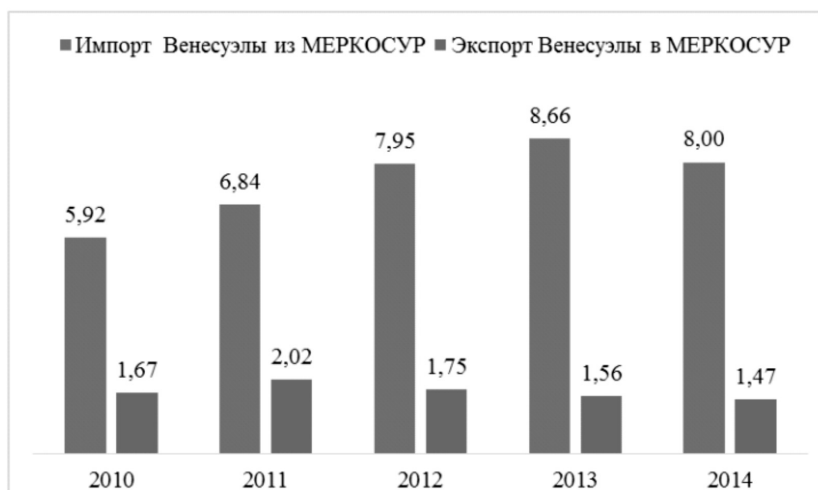 Импорт Венесуэлы из МЕРКОСУР Экспорт Венесуэлы в МЕРКОСУР
8,66
7,95 8,00
6,84
5,92
2,02
1,67 1,75 1,56 1,47
2010 2011 2012 2013 2014